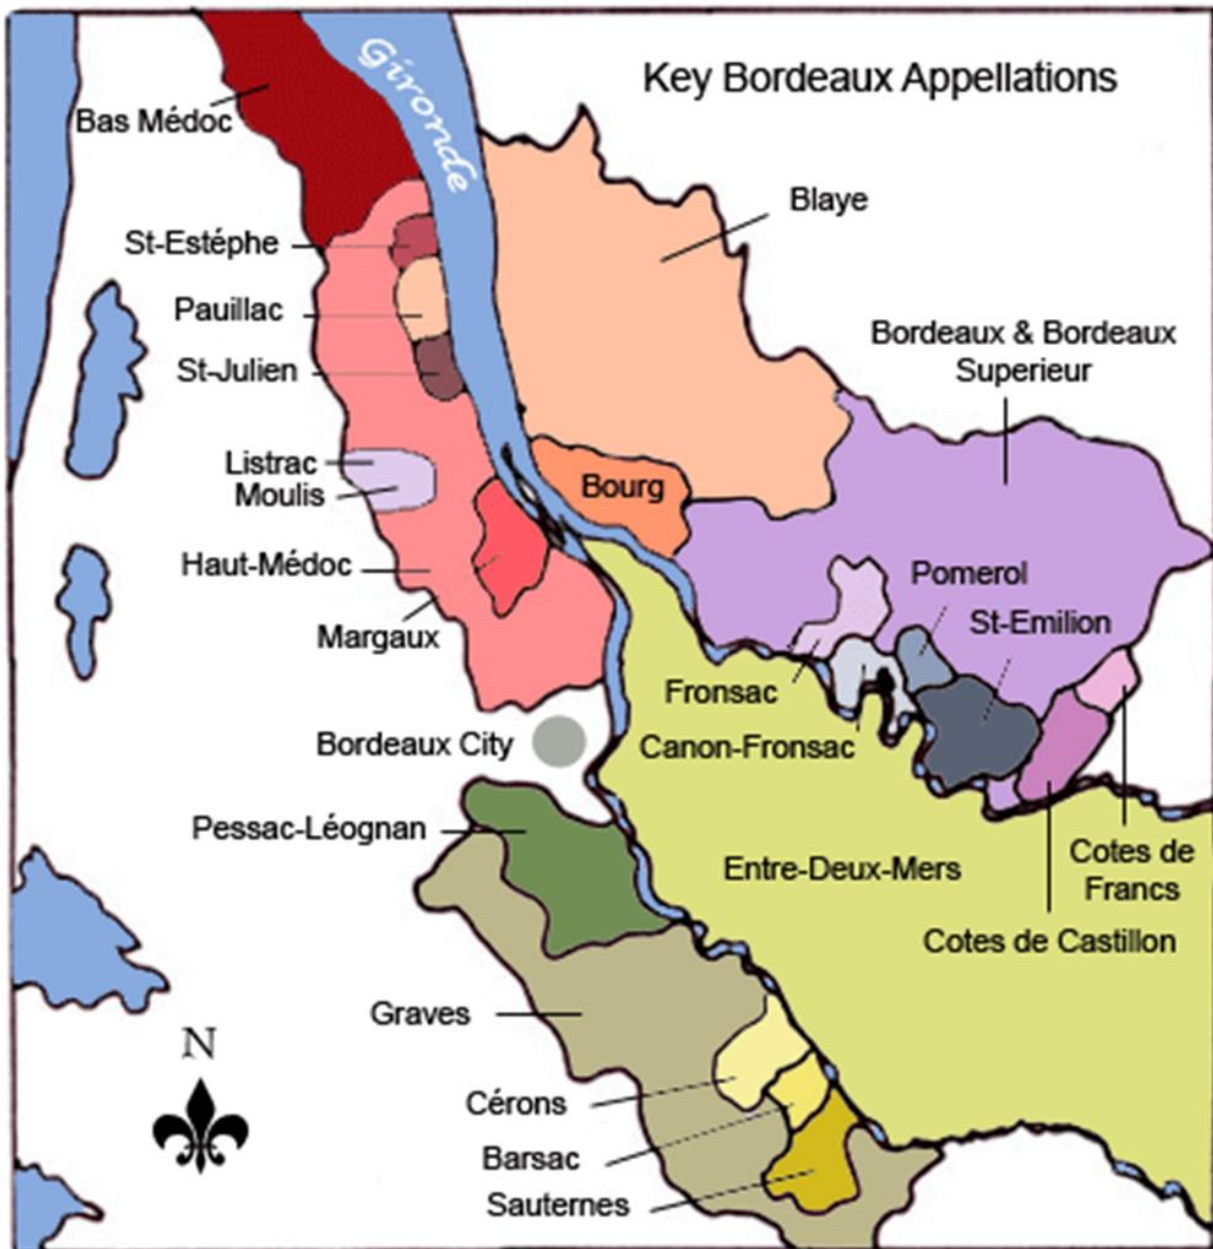 Key Bordeaux Appellations
Gironde
Bas Médoc
Blaye
St-Estéphe
Pauillac
St-Julien
Bordeaux & Bordeaux
Superieur
Listrac
Moulis
Bourg
Haut-Médoc
Margaux
Pomerol
St-Emilion
Fronsac
Canon-Fronsac
Bordeaux City
Pessac-Léognan
Entre-Deux-Mers
Cotes de
Francs
Cotes de Castillon
Graves
N
Cérons
Barsac
Sauternes